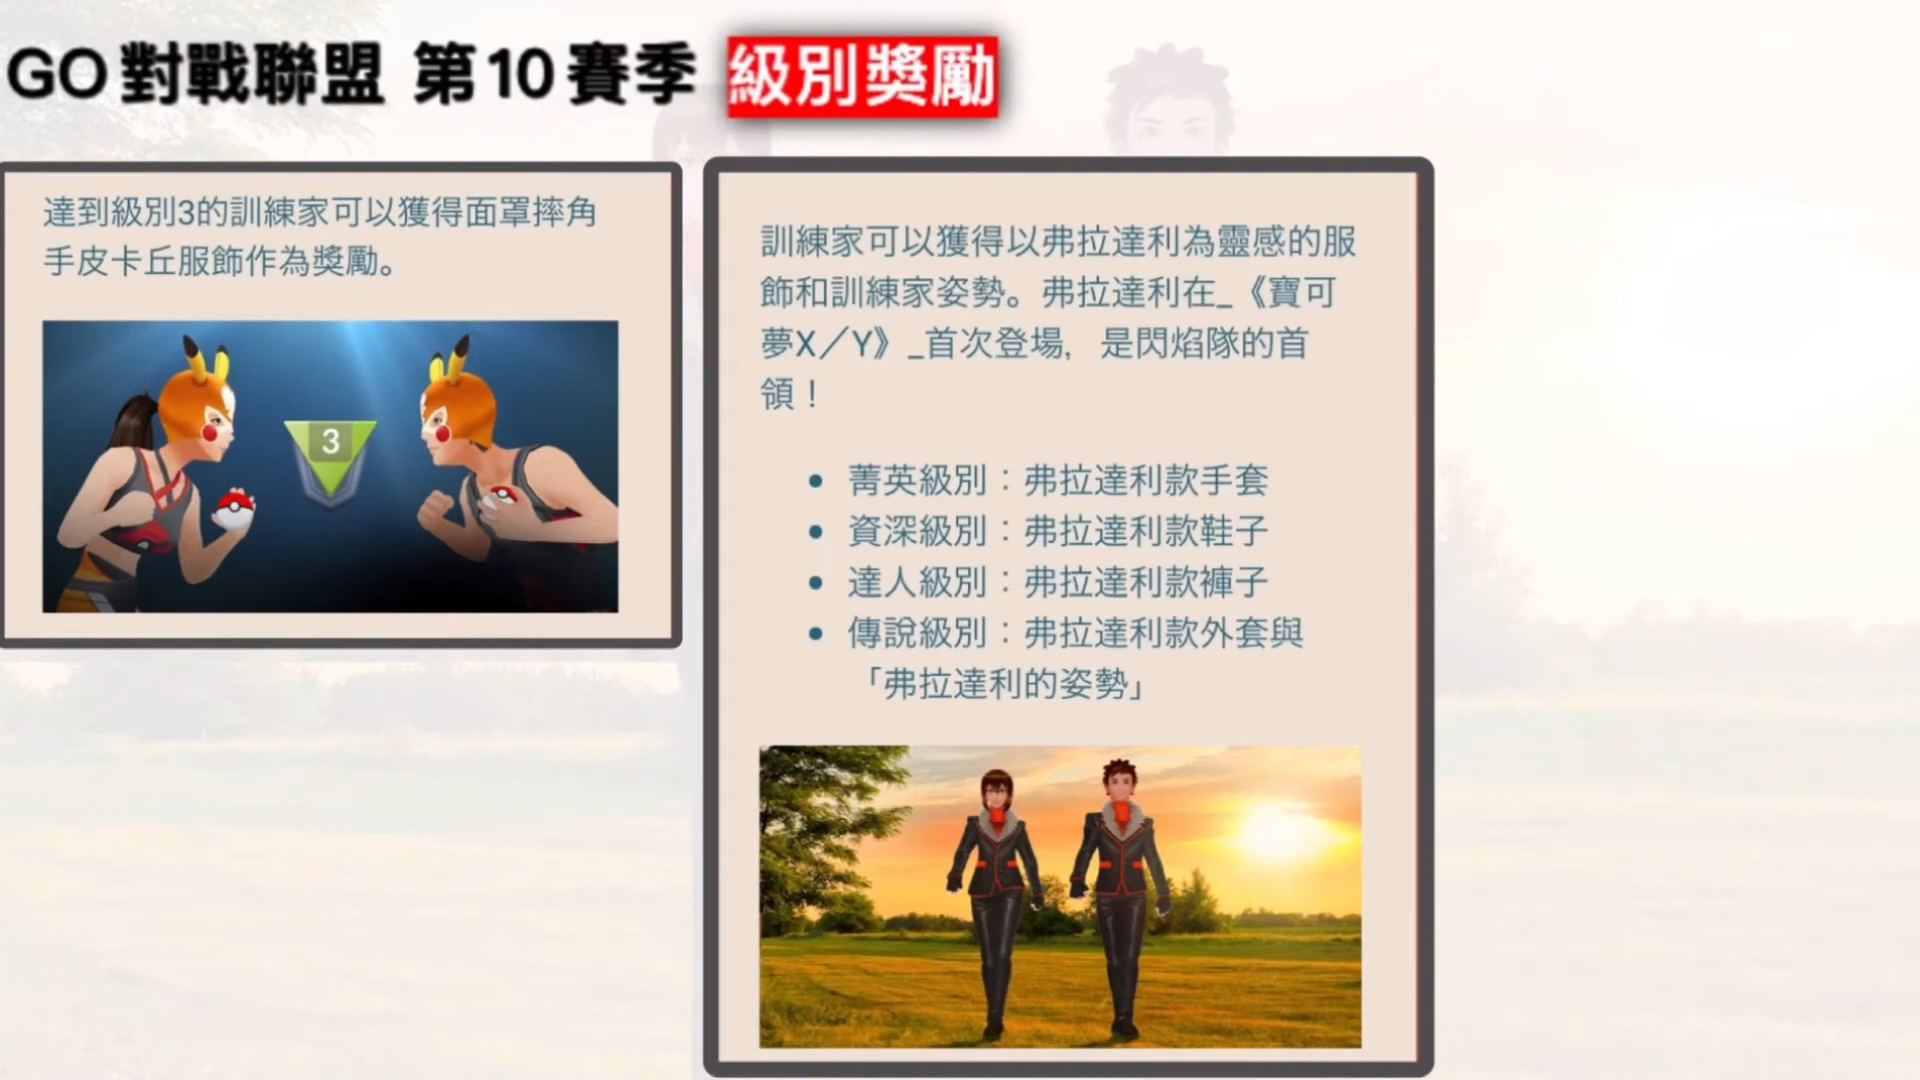 GO對戰聯盟 第10賽季 級別獎勵
達到級別3的訓練家可以獲得面罩摔角
手皮卡丘服飾作為獎勵。
3
訓練家可以獲得以弗拉達利為靈感的服
飾和訓練家姿勢。弗拉達利在_《寶可
夢X／Y》_首次登場，是閃焰隊的首
領！
• 菁英級別：弗拉達利款手套
• 資深級別：弗拉達利款鞋子
• 達人級別：弗拉達利款褲子
• 傳說級別：弗拉達利款外套與
「弗拉達利的姿勢」